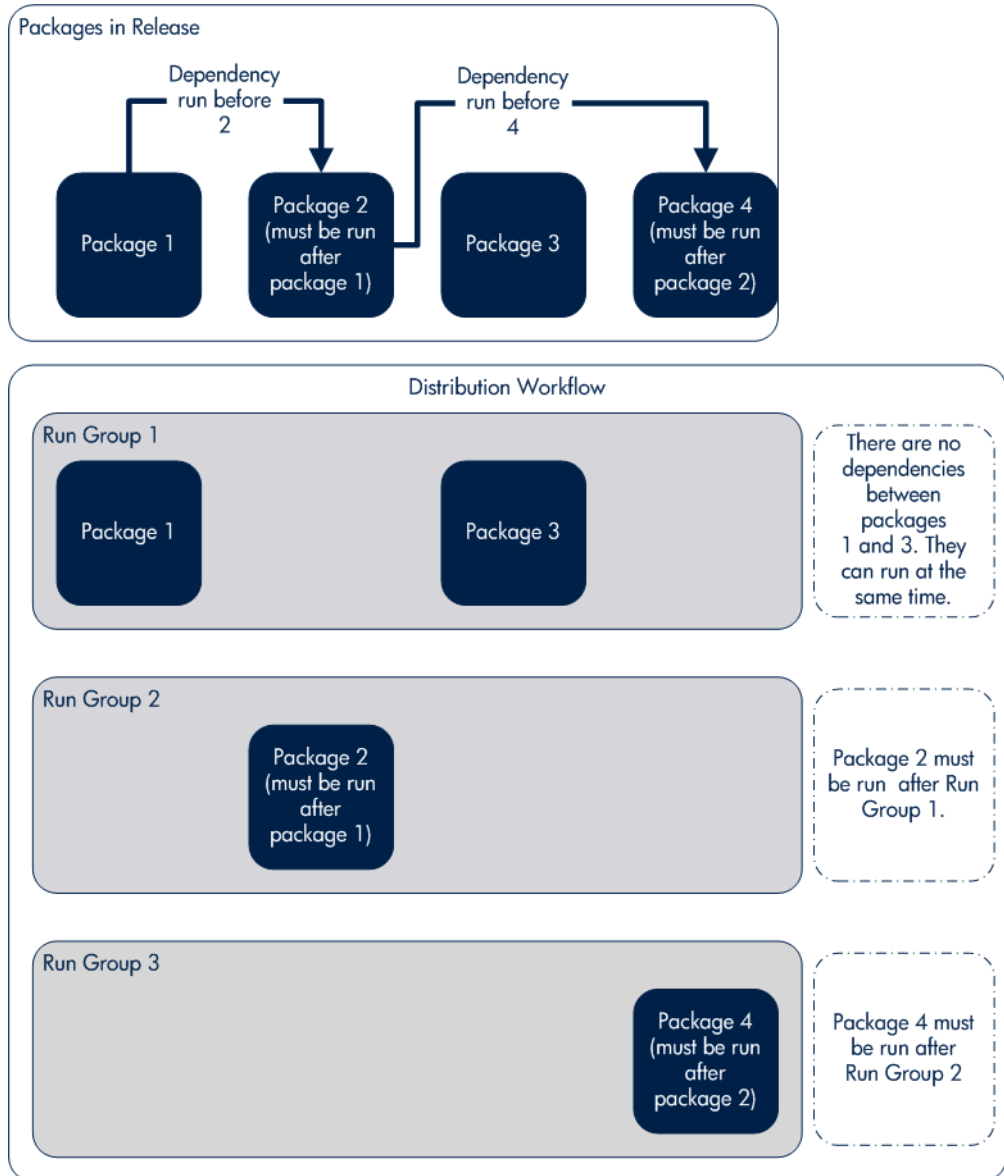 Packages in Release
Dependency
run before
2
Dependency
run before
4
Package 1
Package 2
(must be run
after
package 1)
Package 3
Package 4
(must be run
after
package 2)
Distribution Workflow
Run Group 1
Package 1
Package 3
There are no
dependencies
between
packages
1 and 3. They
can run at the
same time.
Run Group 2
Package 2
(must be run
after
package 1)
Package 2 must
be run after Run
Group 1.
Run Group 3
Package 4
(must be run
after
package 2)
Package 4 must
be run after
Run Group 2